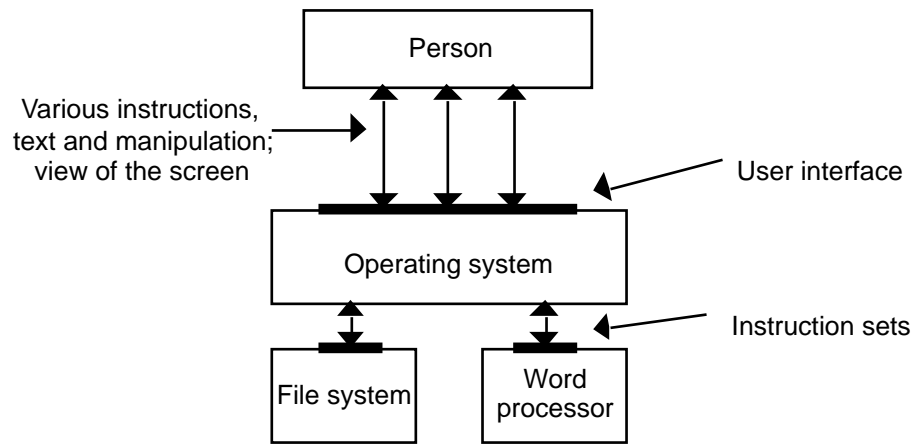 Person
Various instructions,
text and manipulation;
view of the screen
User interface
Operating system
Instruction sets
File system
Word
processor